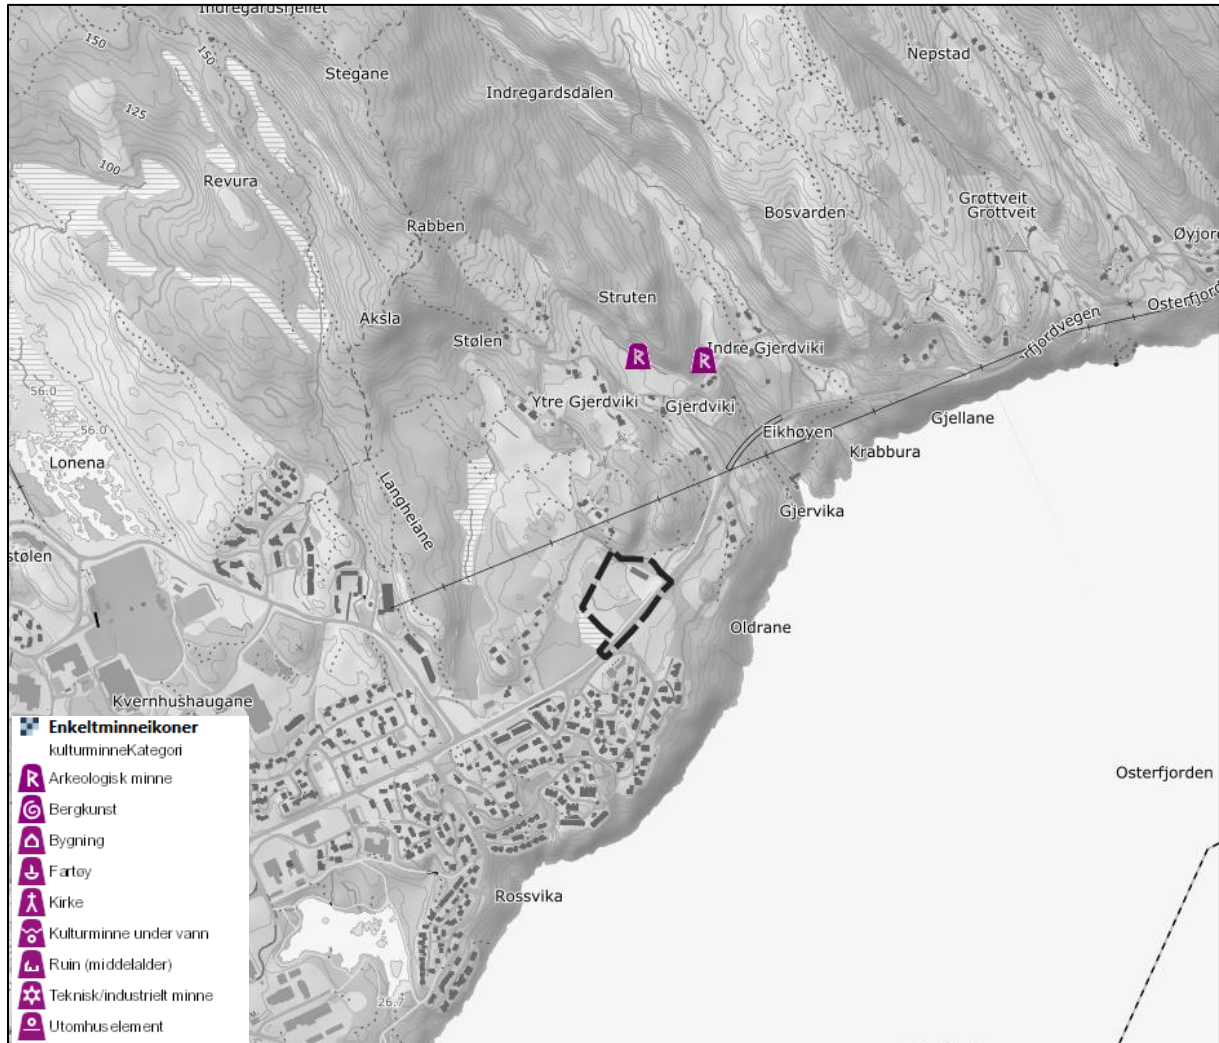 Indregardsfjellet
150
150
Stegane
Nepstad
Indregardsdalen
125
100
Revura
Grøttveit
Grøttveit
Bosvarden
Rabben
Øyjor
Struten
Osterfjord
Aksla
rfjordvegen
Stølen
Indre Gjerdviki
56.0
Ytre Gjerdviki
Gjerdviki
Gjellane
56.0
Eikhøyen
Krabbura
Lonena
Langheiane
Gjervika
stølen
Oldrane
Kvernhushaugane
Enkeltminneikoner
kulturminneKategori
Arkeologisk minne
Osterfjorden
Bergkunst
Bygning
Fartøy
Kirke
Rossvika
Kulturminne under vann
Ruin (middelalder)
Teknisk/industrielt minne
26.7
Utomhuselement